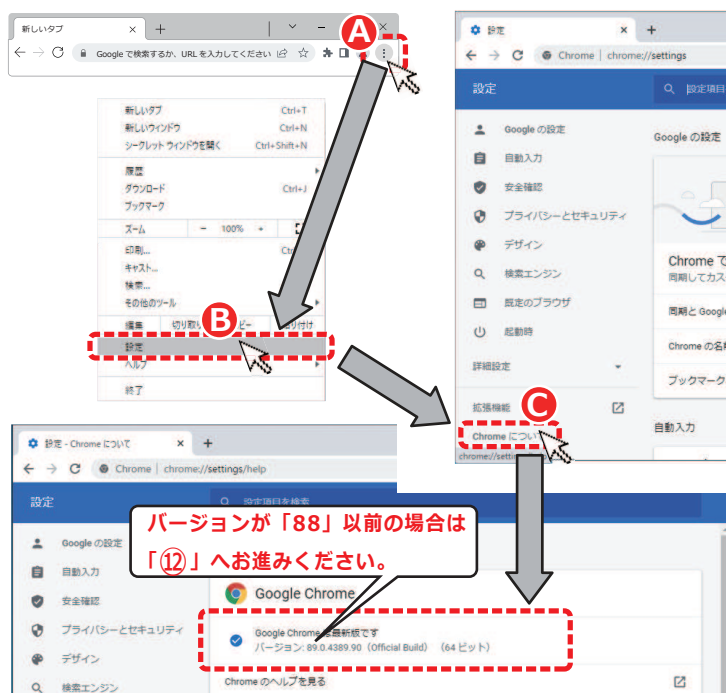 新しいタブ
A
Google で検索するか、URL を入力してください
新しいタブ Ctrl+T
新しいウィンドウ Ctrl+N
シークレット ウィンドウを開く Ctrl+Shift+N
履歴
ダウンロード Ctrl+J
ブックマーク
ズーム - 100% +
印刷...
キャスト...
検索...
その他のツール
編集 切り取り
B
設定
ヘルプ
終了
設定
Chrome | chrome://settings
設定
設定項目
Google の設定
自動入力
安全確認
プライバシーとセキュリティ
デザイン
検索エンジン
既定のブラウザ
起動時
詳細設定
拡張機能
C
Chrome について
Google の設定
Chrome で
同期してカス
同期と Google
Chrome の名前
ブックマーク
自動入力
設定 - Chrome について
Chrome | chrome://settings/help
設定
設定項目を検索
Google の設定
自動入力
安全確認
プライバシーとセキュリティ
デザイン
検索エンジン
バージョンが「88」以前の場合は
「⑫」へお進みください。
Google Chrome
Google Chrome は最新版です
バージョン: 89.0.4389.90（Official Build）（64 ビット）
Chrome のヘルプを見る